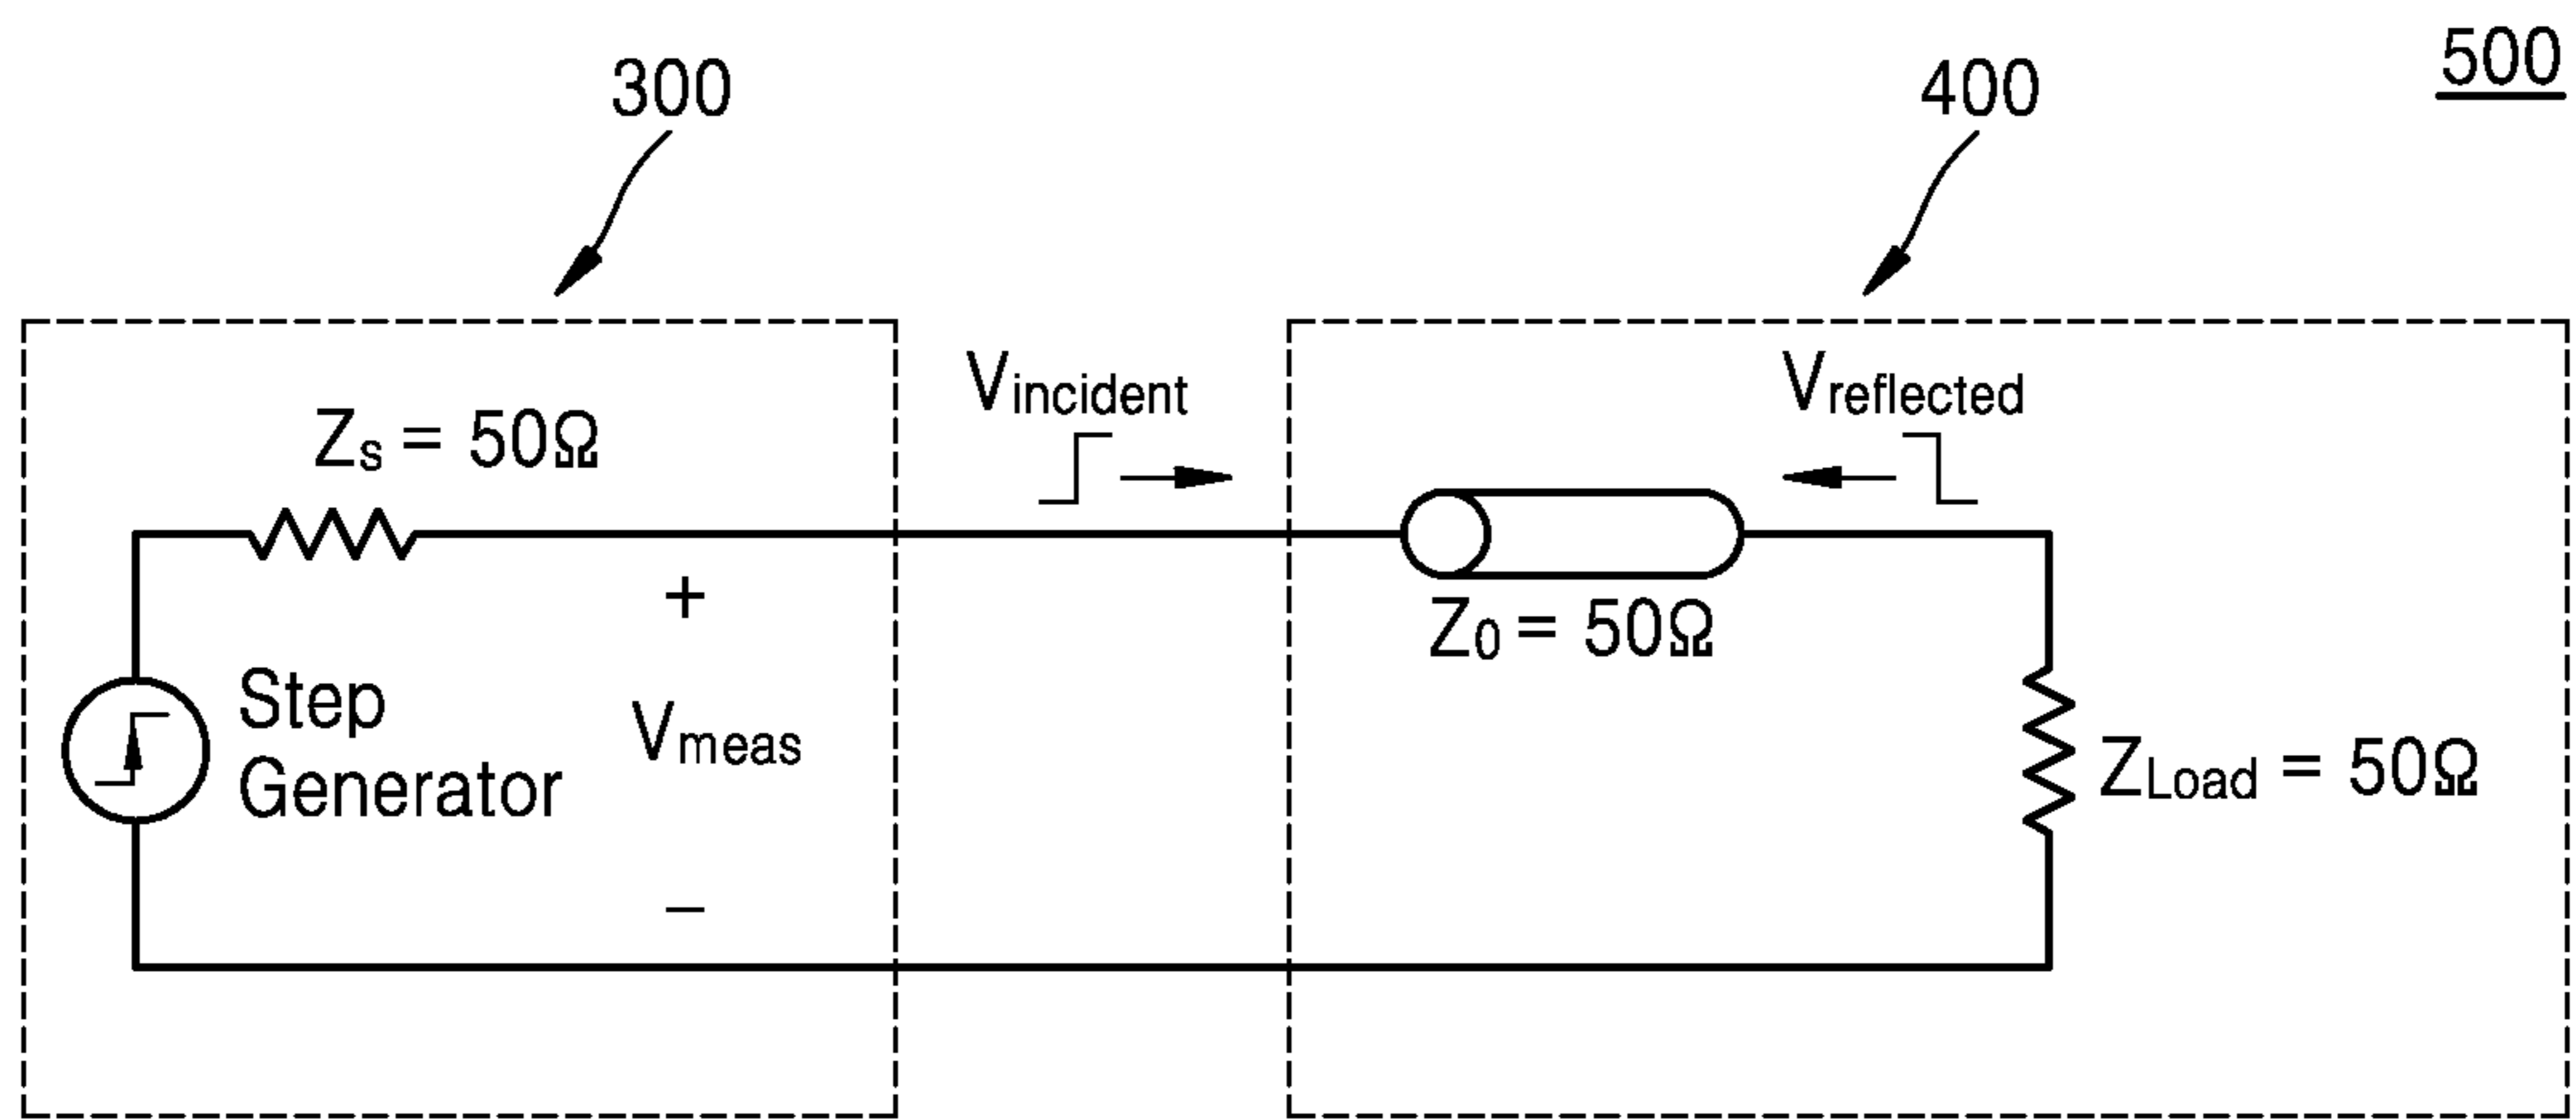 300
400
500
Vincident
Vreflected
Zs = 50Ω
Z0 = 50Ω
+
Step
Generator
Vmeas
ZLoad = 50Ω
−